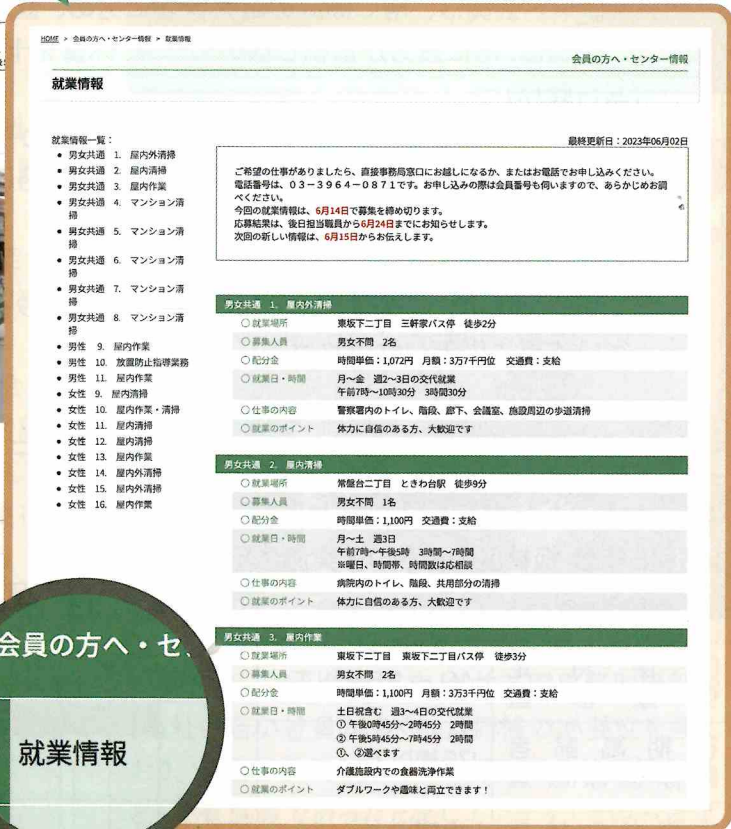 HOME > 会員の方へ・センター情報 > 就業情報
会員の方へ・センター情報
就業情報
最終更新日：2023年06月02日
就業情報一覧：
• 男女共通 1. 屋内外清掃
• 男女共通 2. 屋内清掃
• 男女共通 3. 屋内作業
• 男女共通 4. マンション清
掃
• 男女共通 5. マンション清
掃
• 男女共通 6. マンション清
掃
• 男女共通 7. マンション清
掃
• 男女共通 8. マンション清
掃
• 男性 9. 屋内作業
• 男性 10. 放置防止指導業務
• 男性 11. 屋内作業
• 女性 9. 屋内清掃
• 女性 10. 屋内作業・清掃
• 女性 11. 屋内清掃
• 女性 12. 屋内清掃
• 女性 13. 屋内作業
• 女性 14. 屋内外清掃
• 女性 15. 屋内外清掃
• 女性 16. 屋内作業
ご希望の仕事がありましたら、直接事務局窓口にお越しになるか、またはお電話でお申し込みください。
電話番号は、０３－３９６４－０８７１です。お申し込みの際は会員番号も伺いますので、あらかじめお調
べください。
今回の就業情報は、6月14日で募集を締め切ります。
応募結果は、後日担当職員から6月24日までにお知らせします。
次回の新しい情報は、6月15日からお伝えします。
男女共通 1. 屋内外清掃
○就業場所 東坂下二丁目 三軒家バス停 徒歩2分
○募集人員 男女不問 2名
○配分金 時間単価：1,072円 月額：3万7千円位 交通費：支給
○就業日・時間 月～金 週2～3日の交代就業
午前7時～10時30分 3時間30分
○仕事の内容 警察署内のトイレ、階段、廊下、会議室、施設周辺の歩道清掃
○就業のポイント 体力に自信のある方、大歓迎です
男女共通 2. 屋内清掃
○就業場所 常盤台二丁目 ときわ台駅 徒歩9分
○募集人員 男女不問 1名
○配分金 時間単価：1,100円 交通費：支給
○就業日・時間 月～土 週3日
午前7時～午後5時 3時間～7時間
※曜日、時間帯、時間数は応相談
○仕事の内容 病院内のトイレ、階段、共用部分の清掃
○就業のポイント 体力に自信のある方、大歓迎です
男女共通 3. 屋内作業
○就業場所 東坂下二丁目 東坂下二丁目バス停 徒歩3分
○募集人員 男女不問 2名
○配分金 時間単価：1,100円 月額：3万3千円位 交通費：支給
○就業日・時間 土日祝含む 週3～4日の交代就業
① 午後0時45分～2時45分 2時間
② 午後5時45分～7時45分 2時間
①、②選べます
○仕事の内容 介護施設内での食器洗浄作業
○就業のポイント ダブルワークや趣味と両立できます！
会員の方へ・セ
就業情報